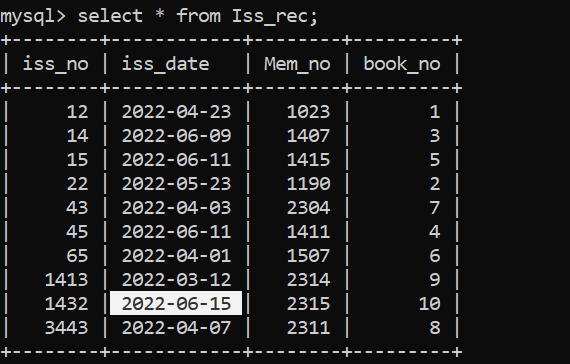 mysql> select * from Iss_rec;
+--------+------------+--------+---------+
| iss_no | iss_date   | Mem_no | book_no |
+--------+------------+--------+---------+
|     12 | 2022-04-23 |   1023 |       1 |
|     14 | 2022-06-09 |   1407 |       3 |
|     15 | 2022-06-11 |   1415 |       5 |
|     22 | 2022-05-23 |   1190 |       2 |
|     43 | 2022-04-03 |   2304 |       7 |
|     45 | 2022-06-11 |   1411 |       4 |
|     65 | 2022-04-01 |   1507 |       6 |
|   1413 | 2022-03-12 |   2314 |       9 |
|   1432 | 2022-06-15 |   2315 |      10 |
|   3443 | 2022-04-07 |   2311 |       8 |
+--------+------------+--------+---------+